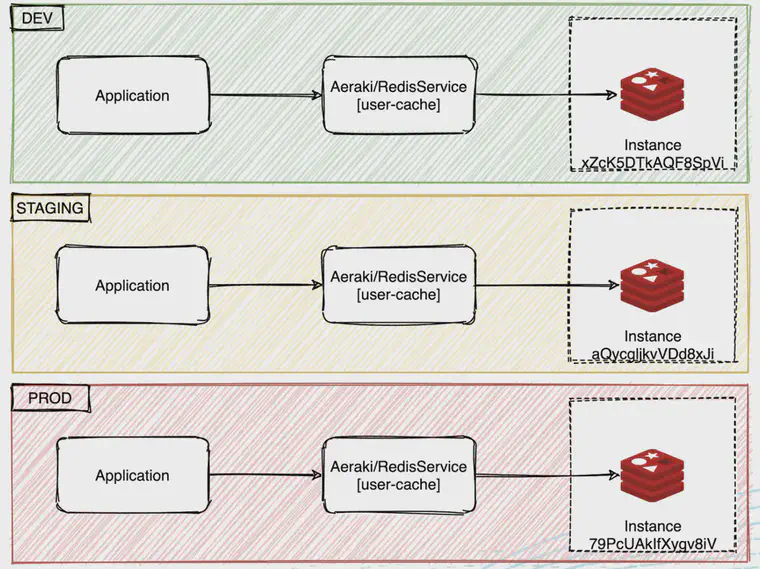 DEV
Application
Aeraki/RedisService
[user-cache]
Instance
xZcK5DTkAQF8SpVi
STAGING
Application
Aeraki/RedisService
[user-cache]
Instance
aQycgljkvVDd8xJi
PROD
Application
Aeraki/RedisService
[user-cache]
Instance
79PcUAkIfXygv8iV